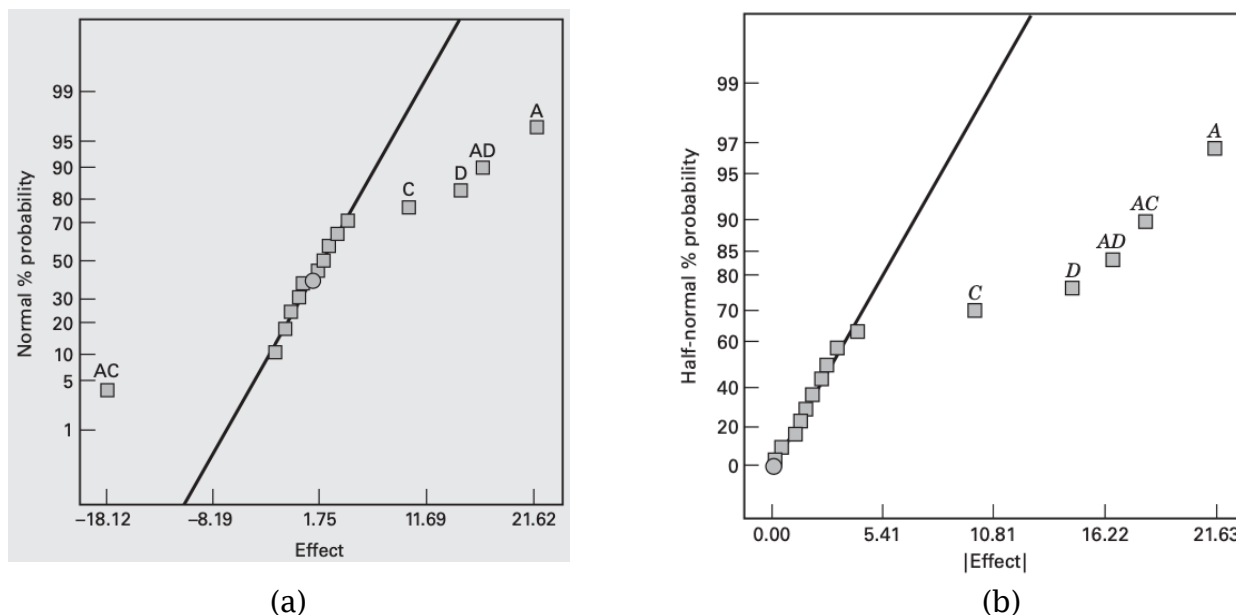 Normal % probability
99
95
90
80
70
50
30
20
10
5
1
A
AD
D
C
AC
−18.12
−8.19
1.75
11.69
21.62
Effect
(a)
Half-normal % probability
99
97
95
90
85
80
70
60
40
20
0
A
AC
AD
D
C
0.00
5.41
10.81
16.22
21.63
|Effect|
(b)